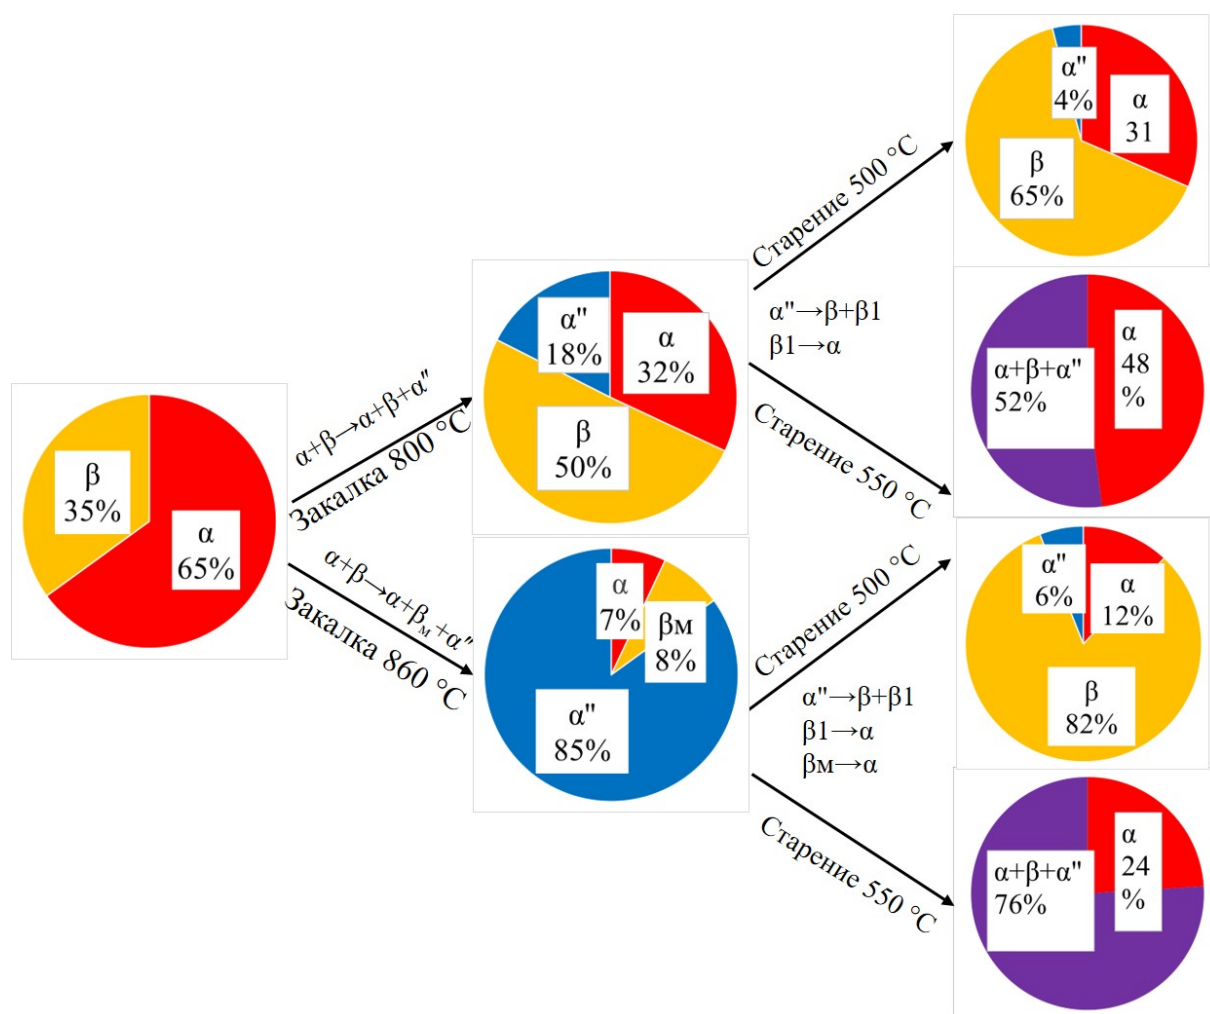 β
35%
α
65%
α+β→α+β+α"
Закалка 800 °C
α+β→α+βм+α"
Закалка 860 °C
α"
18%
α
32%
β
50%
α
7%
βм
8%
α"
85%
Старение 500 °C
α"→β+β1
β1→α
Старение 550 °C
Старение 500 °C
α"→β+β1
β1→α
βм→α
Старение 550 °C
α"
4%
α
31
β
65%
α
48
%
α+β+α"
52%
α"
6%
α
12%
β
82%
α
24
%
α+β+α"
76%